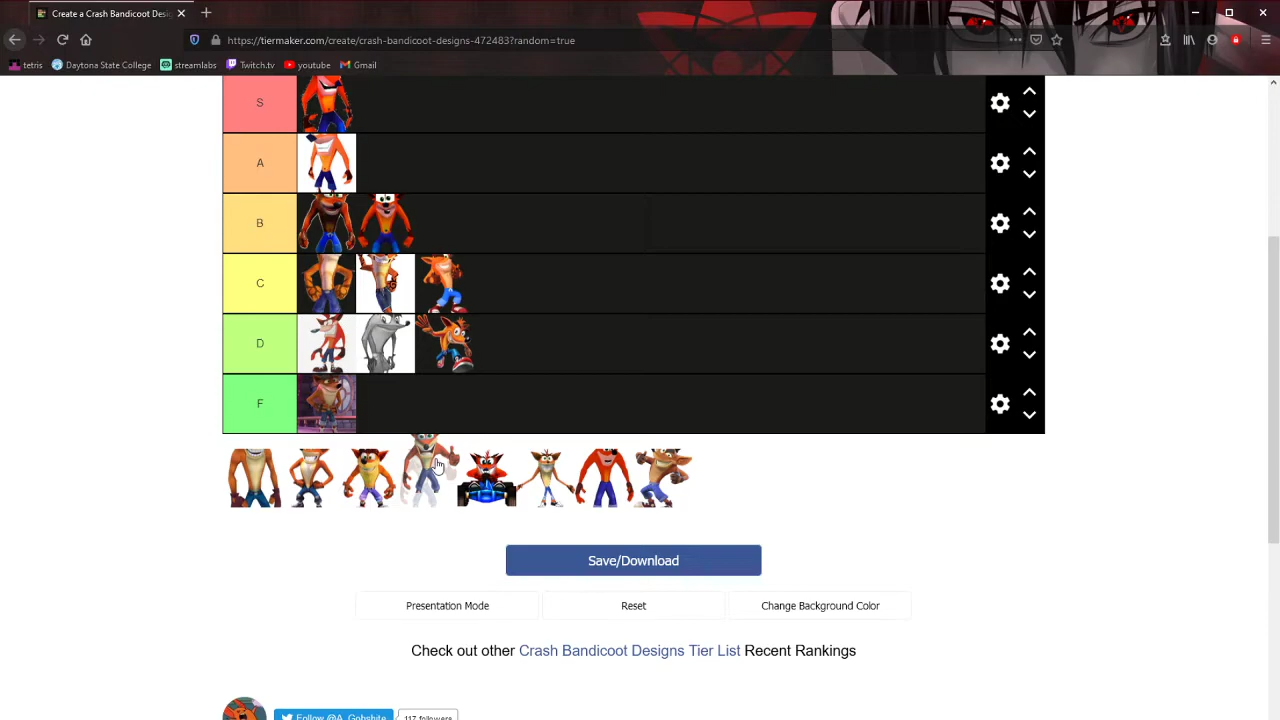 Create a Crash Bandicoot Desi
https://tiermaker.com/create/crash-bandicoot-designs-472483?random=true
tetris Daytona State College streamlabs Twitch.tv youtube Gmail
S
A
B
C
D
F
Save/Download
Presentation Mode Reset Change Background Color
Check out other Crash Bandicoot Designs Tier List Recent Rankings
Follow @A_Gobshite 117 followers